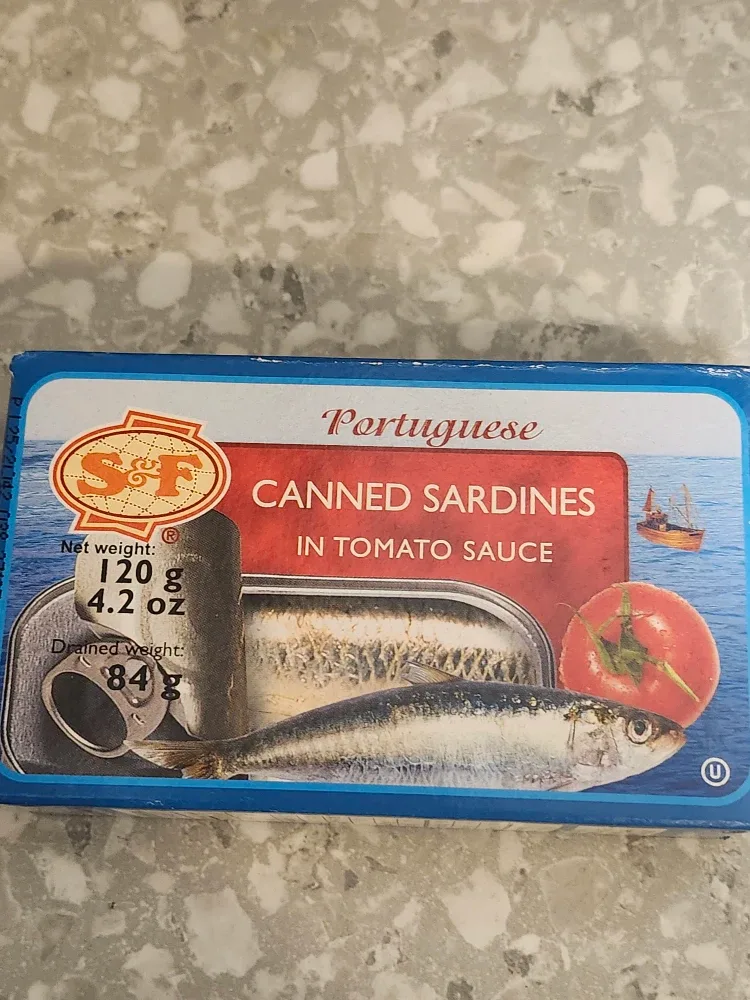 Portuguese
S&F
®
CANNED SARDINES
IN TOMATO SAUCE
Net weight:
120 g
4.2 oz
Drained weight:
84 g
U